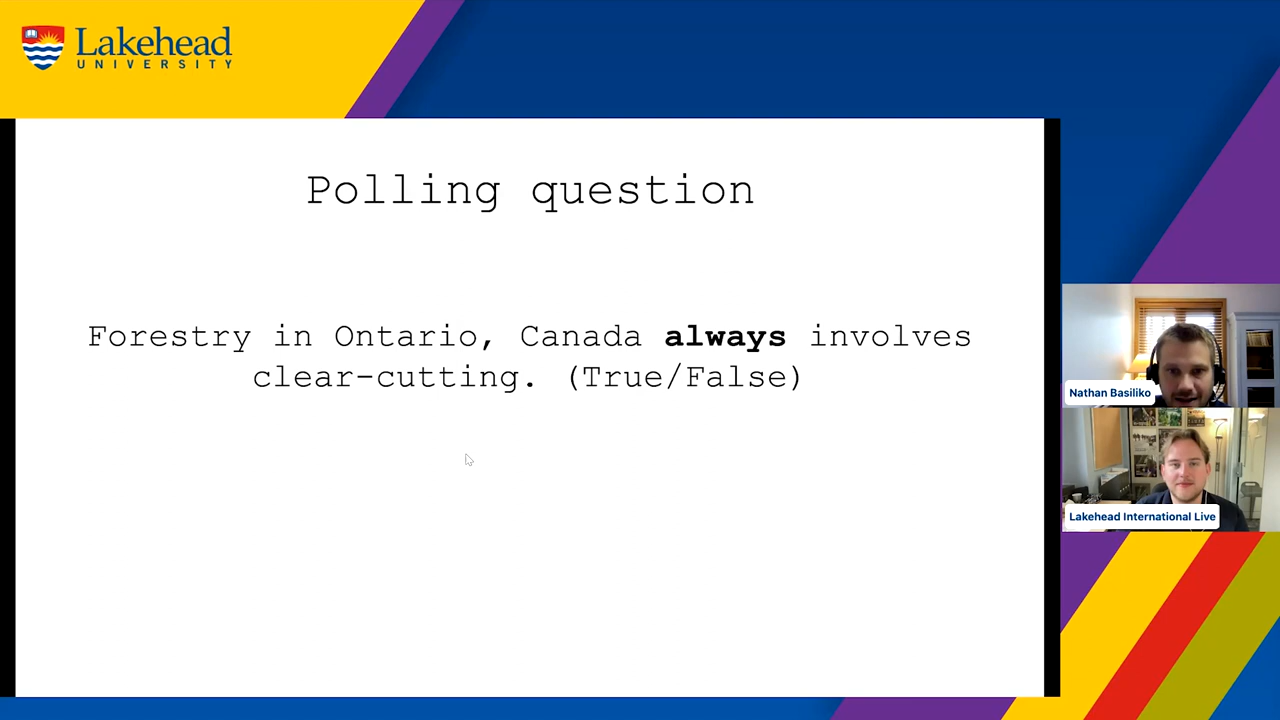 Lakehead
UNIVERSITY
Polling question
Forestry in Ontario, Canada always involves
clear-cutting. (True/False)
Nathan Basiliko
Lakehead International Live